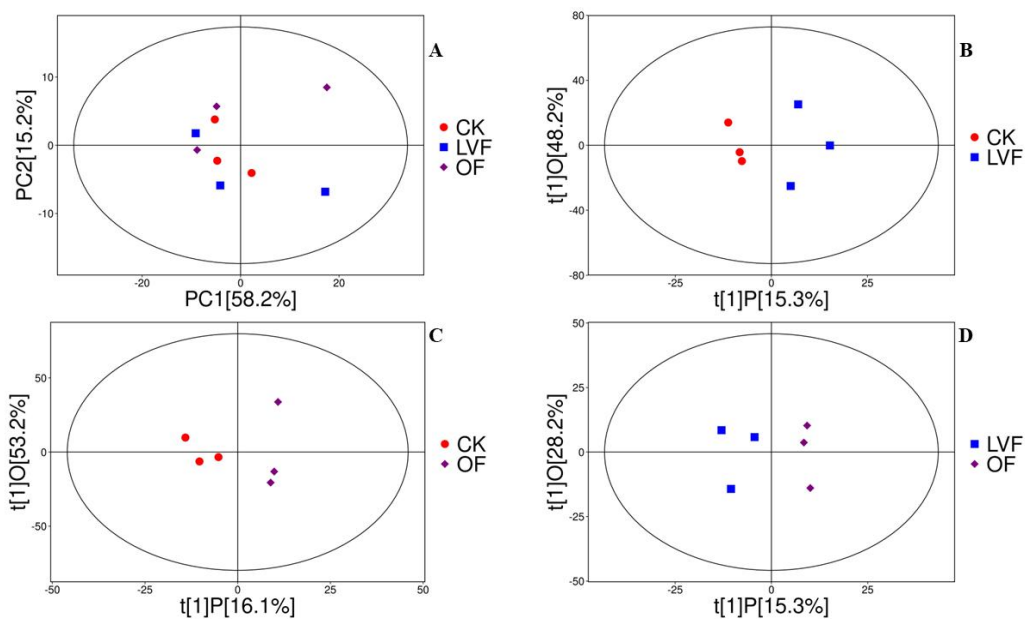 A
PC2[15.2%]
10
0
-10
-20
0
20
PC1[58.2%]
CK
LVF
OF
B
t[1]O[48.2%]
80
40
0
-40
-80
-25
0
25
t[1]P[15.3%]
CK
LVF
C
t[1]O[53.2%]
50
0
-50
-50
-25
0
25
50
t[1]P[16.1%]
CK
OF
D
t[1]O[28.2%]
50
25
0
-25
-50
-25
0
25
t[1]P[15.3%]
LVF
OF